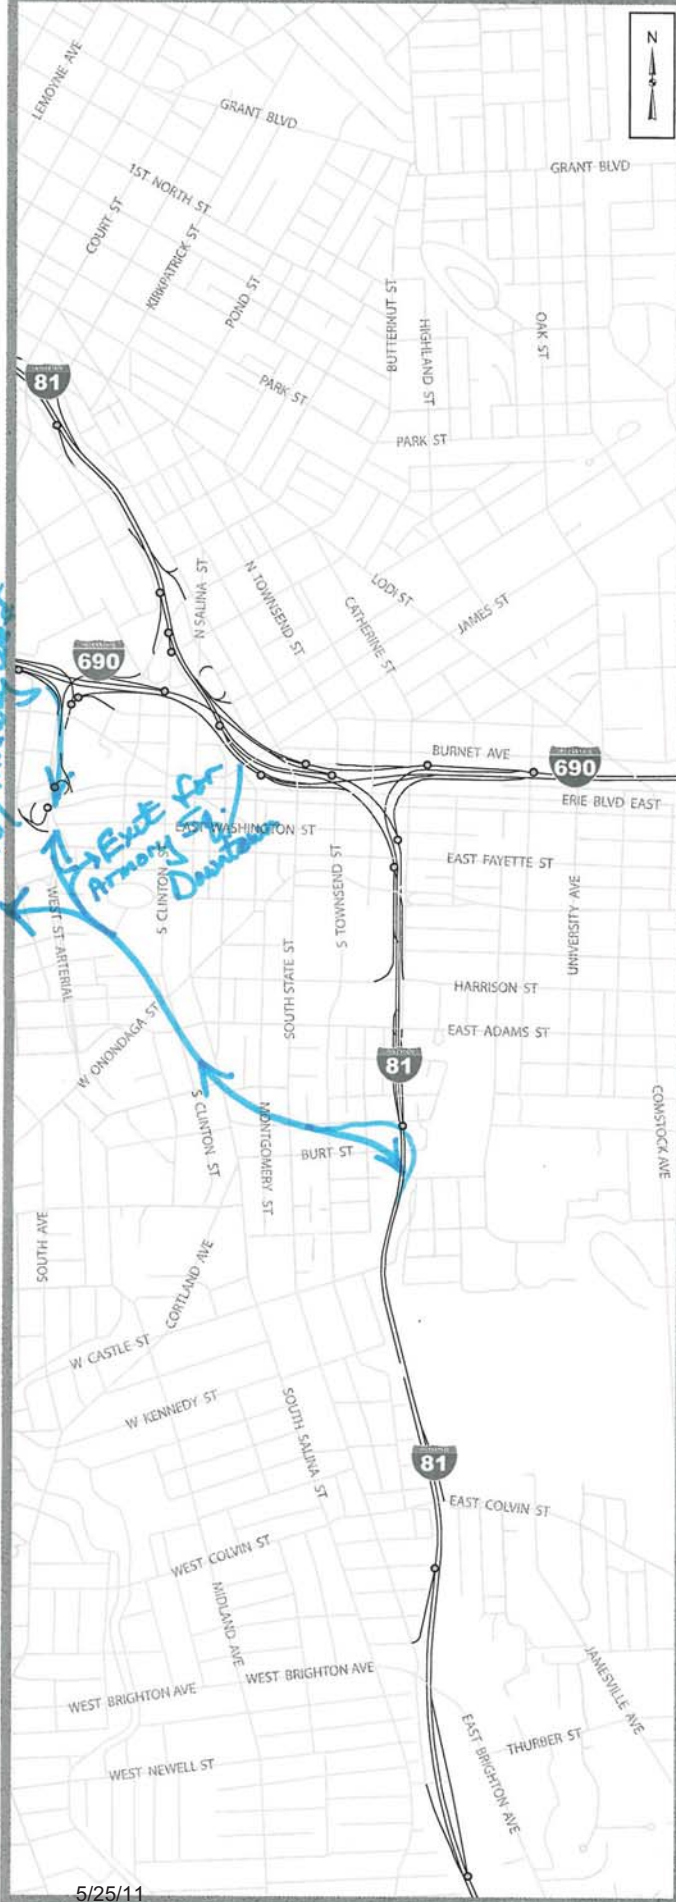 N
LEMOYNE AVE
GRANT BLVD
GRANT BLVD
1ST NORTH ST
COURT ST
KIRKPATRICK ST
POND ST
BUTTERNUT ST
HIGHLAND ST
OAK ST
81
PARK ST
PARK ST
N SALINA ST
N TOWNSEND ST
LODI ST
CATHERINE ST
JAMES ST
690
BURNET AVE
690
ERIE BLVD EAST
Exit for
Armory Sq.
Downtown
EAST WASHINGTON ST
EAST FAYETTE ST
S CLINTON ST
S TOWNSEND ST
UNIVERSITY AVE
WEST ST ARTERIAL
SOUTH STATE ST
HARRISON ST
EAST ADAMS ST
W ONONDAGA ST
81
S CLINTON ST
MONTGOMERY ST
BURT ST
COMSTOCK AVE
SOUTH AVE
CORTLAND AVE
W CASTLE ST
W KENNEDY ST
SOUTH SALINA ST
81
EAST COLVIN ST
WEST COLVIN ST
MIDLAND AVE
WEST BRIGHTON AVE
WEST BRIGHTON AVE
JAMESVILLE AVE
EAST BRIGHTON AVE
THURBER ST
WEST NEWELL ST
5/25/11